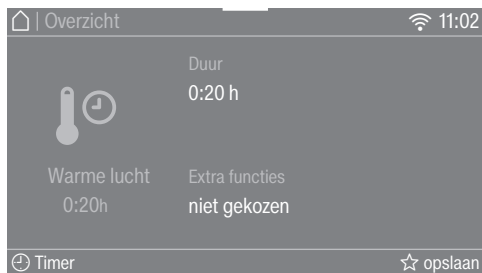 | Overzicht 11:02
Duur
0:20 h
Warme lucht
0:20h
Extra functies
niet gekozen
Timer opslaan